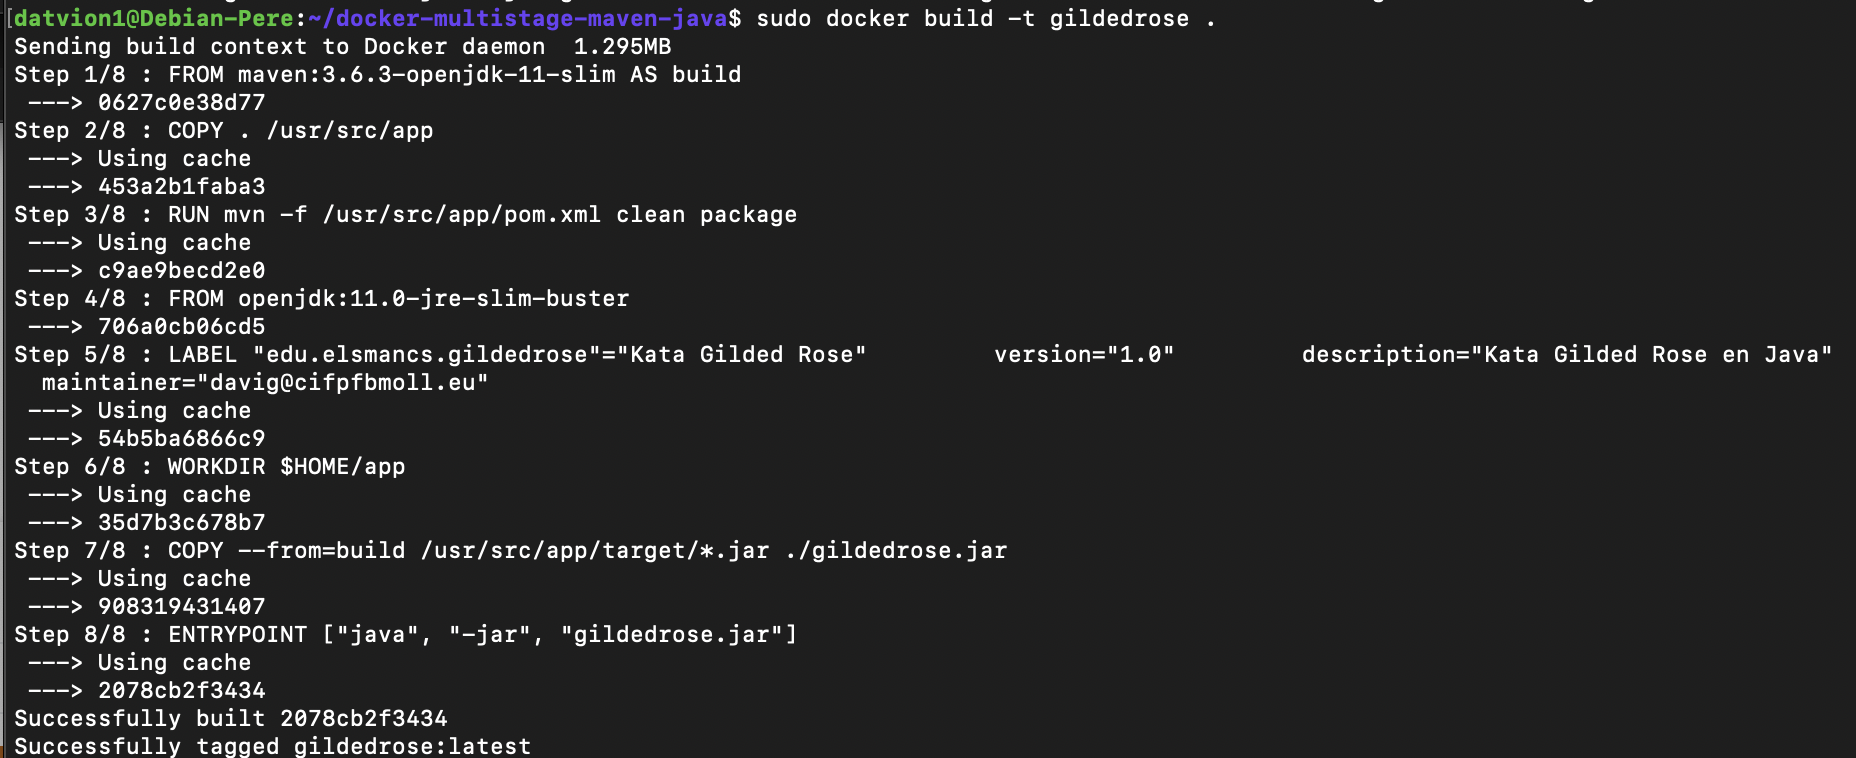 [datvion1@Debian-Pere:~/docker-multistage-maven-java$ sudo docker build -t gildedrose .
Sending build context to Docker daemon  1.295MB
Step 1/8 : FROM maven:3.6.3-openjdk-11-slim AS build
 ---> 0627c0e38d77
Step 2/8 : COPY . /usr/src/app
 ---> Using cache
 ---> 453a2b1faba3
Step 3/8 : RUN mvn -f /usr/src/app/pom.xml clean package
 ---> Using cache
 ---> c9ae9becd2e0
Step 4/8 : FROM openjdk:11.0-jre-slim-buster
 ---> 706a0cb06cd5
Step 5/8 : LABEL "edu.elsmancs.gildedrose"="Kata Gilded Rose"         version="1.0"         description="Kata Gilded Rose en Java"
  maintainer="davig@cifpfbmoll.eu"
 ---> Using cache
 ---> 54b5ba6866c9
Step 6/8 : WORKDIR $HOME/app
 ---> Using cache
 ---> 35d7b3c678b7
Step 7/8 : COPY --from=build /usr/src/app/target/*.jar ./gildedrose.jar
 ---> Using cache
 ---> 908319431407
Step 8/8 : ENTRYPOINT ["java", "-jar", "gildedrose.jar"]
 ---> Using cache
 ---> 2078cb2f3434
Successfully built 2078cb2f3434
Successfully tagged gildedrose:latest